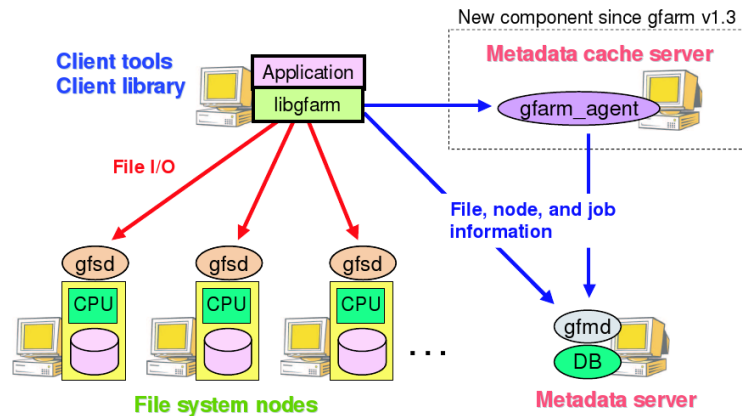 New component since gfarm v1.3
Client tools
Client library
Application
libgfarm
Metadata cache server
gfarm_agent
File I/O
File, node, and job
information
gfsd
gfsd
gfsd
CPU
CPU
CPU
. . .
gfmd
DB
File system nodes
Metadata server